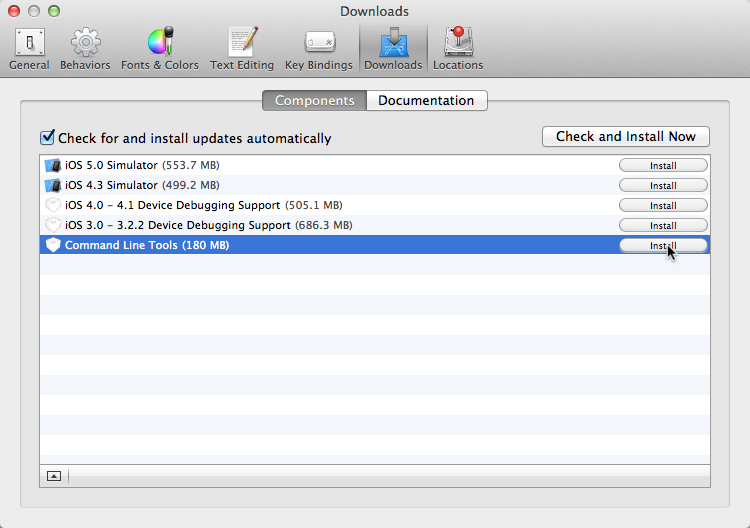 Downloads
General Behaviors Fonts & Colors Text Editing Key Bindings Downloads Locations
Components Documentation
Check for and install updates automatically Check and Install Now
iOS 5.0 Simulator (553.7 MB) Install
iOS 4.3 Simulator (499.2 MB) Install
iOS 4.0 – 4.1 Device Debugging Support (505.1 MB) Install
iOS 3.0 – 3.2.2 Device Debugging Support (686.3 MB) Install
Command Line Tools (180 MB) Install